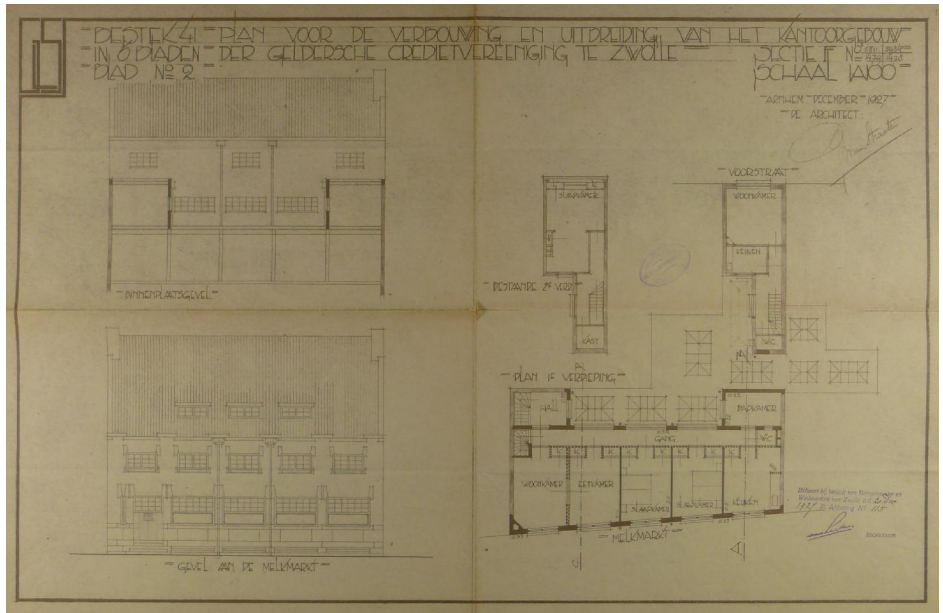 BESTEK 41 PLAN VOOR DE VERBOUWING EN UITBREIDING VAN HET KANTOORGEBOUW
IN 8 BLADEN DER GELDERSCHE CREDIETVEREENIGING TE ZWOLLE SECTIE F No
BLAD No 2 SCHAAL 1A100
ARNHEM DECEMBER 1927
DE ARCHITECT
BINNENPLAATSGEVEL
BESTAANDE 2E VERD
SLAAPKAMER
KAST
VOORSTRAAT
WOONKAMER
KEUKEN
W.C.
PLAN 1E VERDIEPING
HALL
BADKAMER
GANG
W.C.
K K K K K K
WOONKAMER
EETKAMER
SLAAPKAMER
SLAAPKAMER
KEUKEN
MELKMARKT
GEVEL AAN DE MELKMARKT